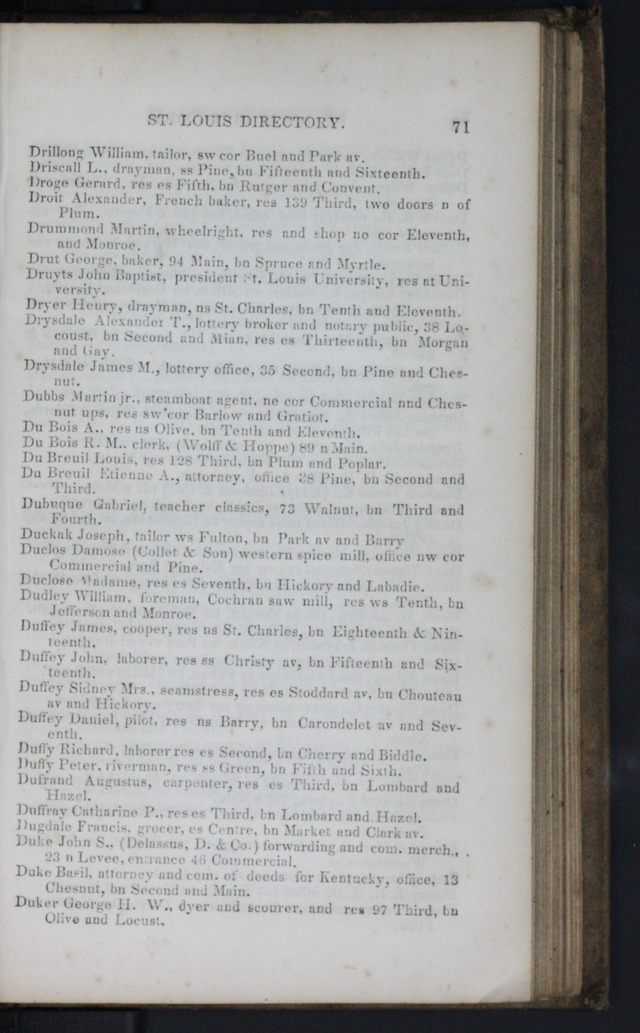 ST. LOUIS DIRECTORY. 71
Drillong William, tailor, sw cor Buel and Park av.
Driscall L., drayman, ss Pine, bn Fifteenth and Sixteenth.
Droge Gerard, res es Fifth, bn Rutger and Convent.
Droit Alexander, French baker, res 139 Third, two doors n of
Plum.
Drummond Martin, wheelright, res and shop ne cor Eleventh,
and Monroe.
Drut George, baker, 94 Main, bn Spruce and Myrtle.
Druyts John Baptist, president St. Louis University, res at Uni-
versity.
Dryer Henry, drayman, ns St. Charles, bn Tenth and Eleventh.
Drysdale Alexander T., lottery broker and notary public, 38 Lo-
coust, bn Second and Mian, res es Thirteenth, bn Morgan
and Gay.
Drysdale James M., lottery office, 35 Second, bn Pine and Ches-
nut.
Dubbs Martin jr., steamboat agent, ne cor Commercial and Ches-
nut ups, res sw cor Barlow and Gratiot.
Du Bois A., res ns Olive, bn Tenth and Eleventh.
Du Bois R. M., clerk, (Wolff & Hoppe) 89 n Main.
Du Breuil Louis, res 128 Third, bn Plum and Poplar.
Du Breuil Etienne A., attorney, office 38 Pine, bn Second and
Third.
Dubuque Gabriel, teacher classics, 73 Walnut, bn Third and
Fourth.
Duckak Joseph, tailor ws Fulton, bn Park av and Barry
Duclos Damose (Collet & Son) western spice mill, office nw cor
Commercial and Pine.
Duclose Madame, res es Seventh, bn Hickory and Labadie.
Dudley William, foreman, Cochran saw mill, res ws Tenth, bn
Jefferson and Monroe.
Duffey James, cooper, res ns St. Charles, bn Eighteenth & Nin-
teenth.
Duffey John, laborer, res ss Christy av, bn Fifteenth and Six-
teenth.
Duffey Sidney Mrs., seamstress, res es Stoddard av, bn Chouteau
av and Hickory.
Duffey Daniel, pilot, res ns Barry, bn Carondelet av and Sev-
enth.
Duffy Richard, laborer res es Second, bn Cherry and Biddle.
Duffy Peter, riverman, res ss Green, bn Fifth and Sixth.
Dufrand Augustus, carpenter, res es Third, bn Lombard and
Hazel.
Duffray Catharine P., res es Third, bn Lombard and Hazel.
Dugdale Francis, grocer, es Centre, bn Market and Clark av.
Duke John S., (Delassus, D. & Co.) forwarding and com. merch.,
23 n Levee, entrance 46 Commercial.
Duke Basil, attorney and com. of deeds for Kentucky, office, 13
Chesnut, bn Second and Main.
Duker George H. W., dyer and scourer, and res 97 Third, bn
Olive and Locust.